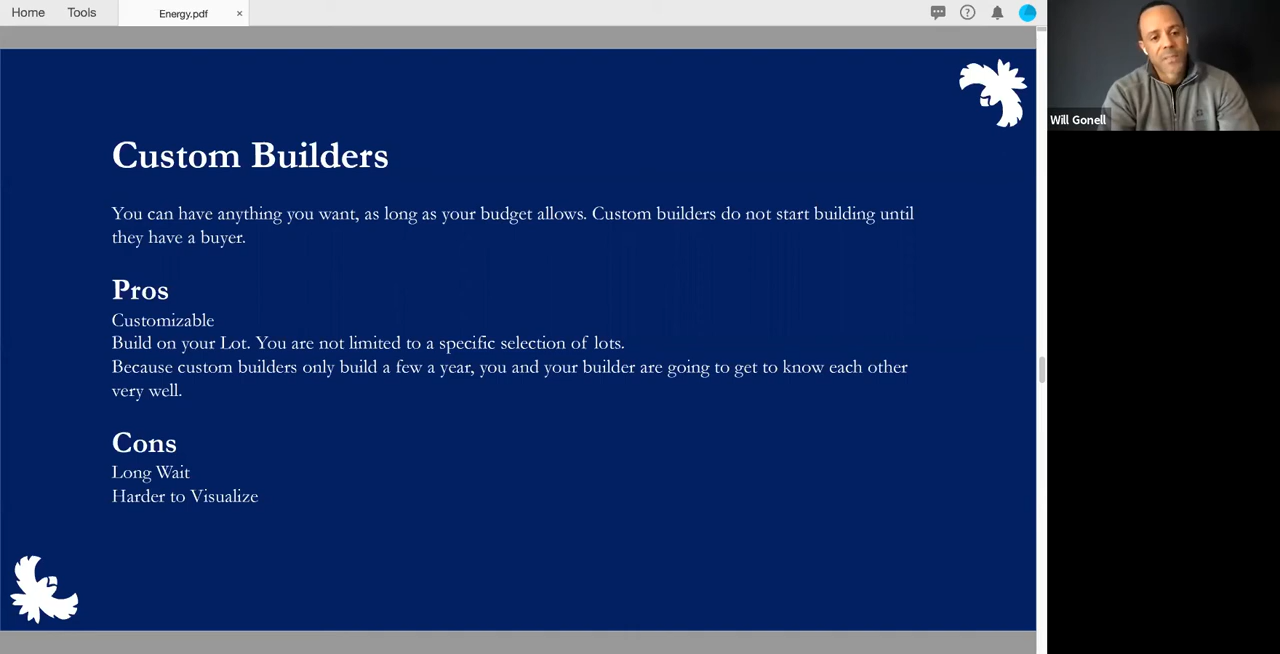 Home Tools Energy.pdf ×
Will Gonell
Custom Builders
You can have anything you want, as long as your budget allows. Custom builders do not start building until
they have a buyer.
Pros
Customizable
Build on your Lot. You are not limited to a specific selection of lots.
Because custom builders only build a few a year, you and your builder are going to get to know each other
very well.
Cons
Long Wait
Harder to Visualize